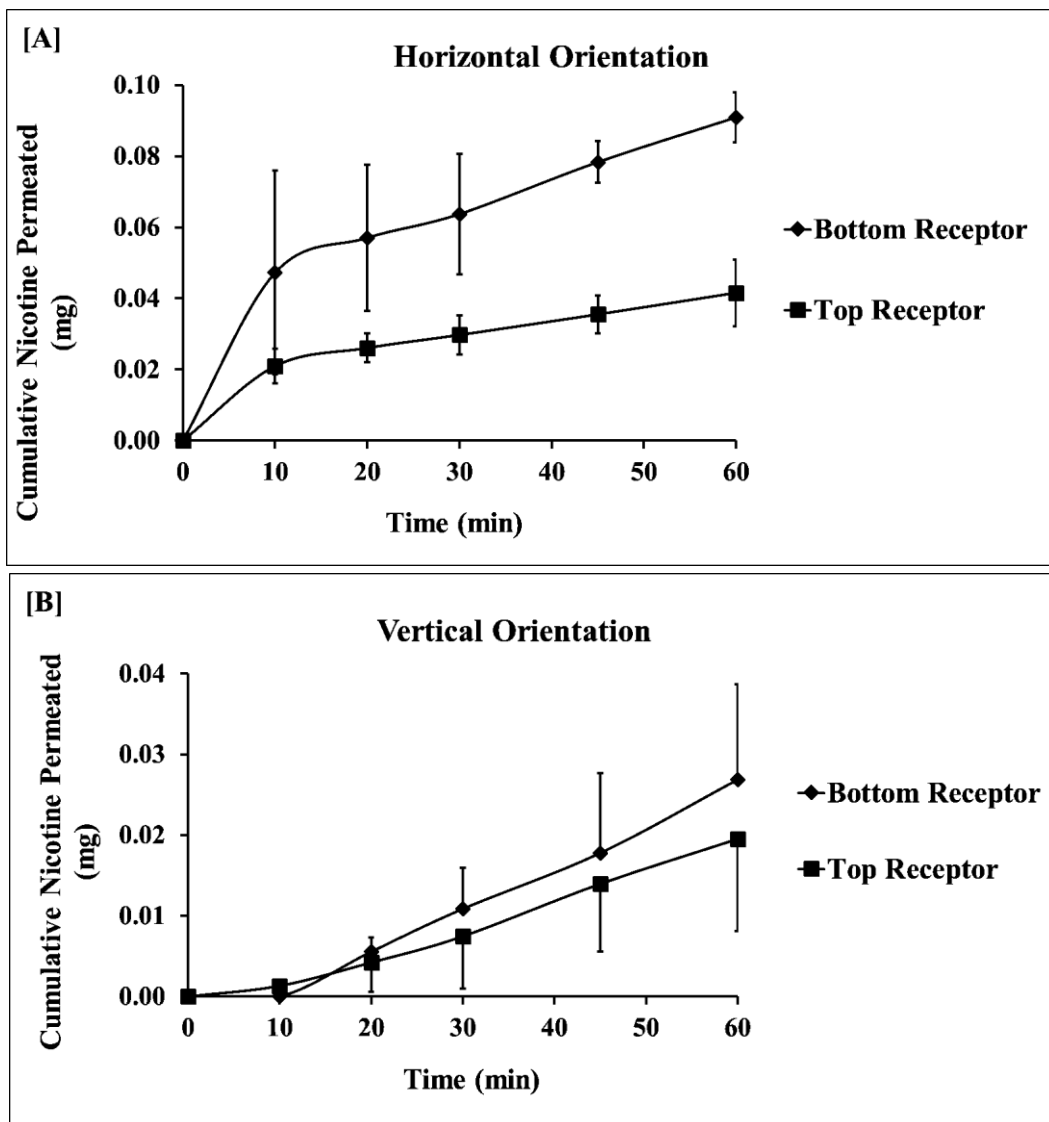 [A]
Horizontal Orientation
Cumulative Nicotine Permeated
(mg)
0.10
0.08
0.06
0.04
0.02
0.00
0 10 20 30 40 50 60
Time (min)
Bottom Receptor
Top Receptor
[B]
Vertical Orientation
Cumulative Nicotine Permeated
(mg)
0.04
0.03
0.02
0.01
0.00
0 10 20 30 40 50 60
Time (min)
Bottom Receptor
Top Receptor